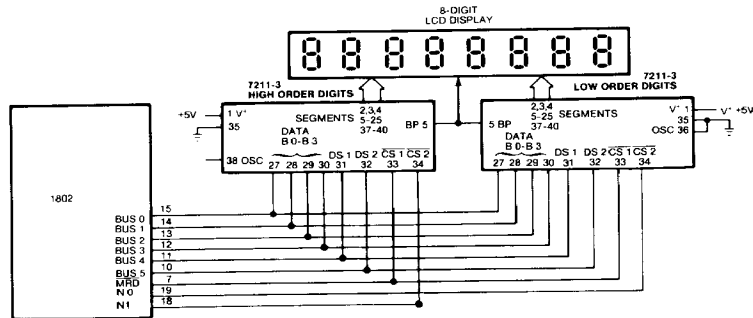 8-DIGIT
LCD DISPLAY
7211-3
HIGH ORDER DIGITS
7211-3
LOW ORDER DIGITS
+5V
1 V+
35
38 OSC
SEGMENTS
2,3,4
5-25
37-40
BP 5
DATA
B0-B3
DS 1
DS 2
CS 1
CS 2
27 28 29 30 31 32 33 34
5 BP
SEGMENTS
2,3,4
5-25
37-40
V+ 1
35
OSC 36
V+
+5V
DATA
B0-B3
DS 1
DS 2
CS 1
CS 2
27 28 29 30 31 32 33 34
1802
BUS 0 15
BUS 1 14
BUS 2 13
BUS 3 12
BUS 4 11
BUS 5 10
MRD 7
N0 19
N1 18